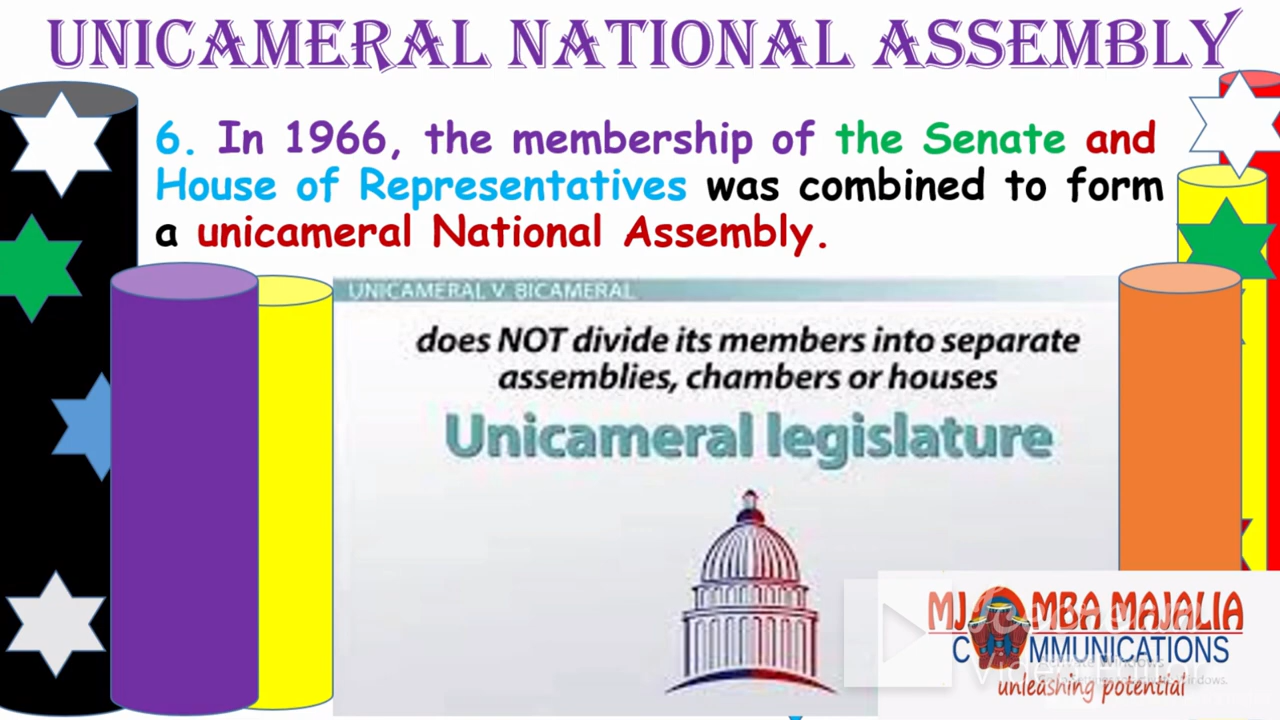 UNICAMERAL NATIONAL ASSEMBLY
6. In 1966, the membership of the Senate and
House of Representatives was combined to form
a unicameral National Assembly.
UNICAMERAL V. BICAMERAL
does NOT divide its members into separate
assemblies, chambers or houses
Unicameral legislature
MJOMBA MAJALIA
COMMUNICATIONS
unleashing potential